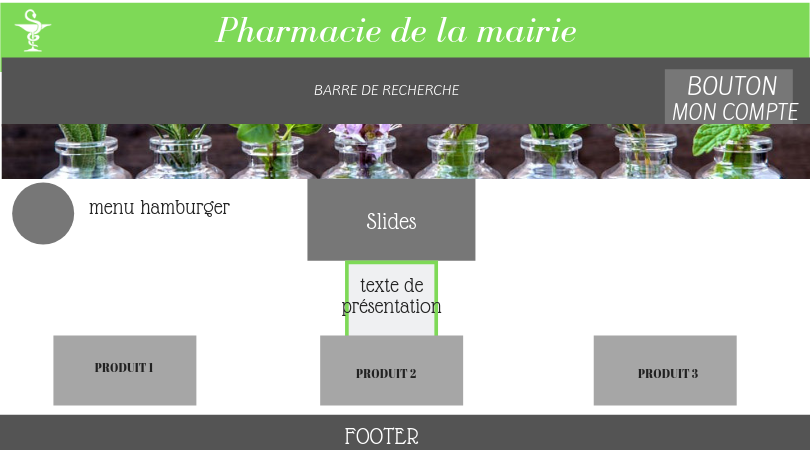 Pharmacie de la mairie
BARRE DE RECHERCHE
BOUTON
MON COMPTE
menu hamburger
Slides
texte de
présentation
PRODUIT 1
PRODUIT 2
PRODUIT 3
FOOTER